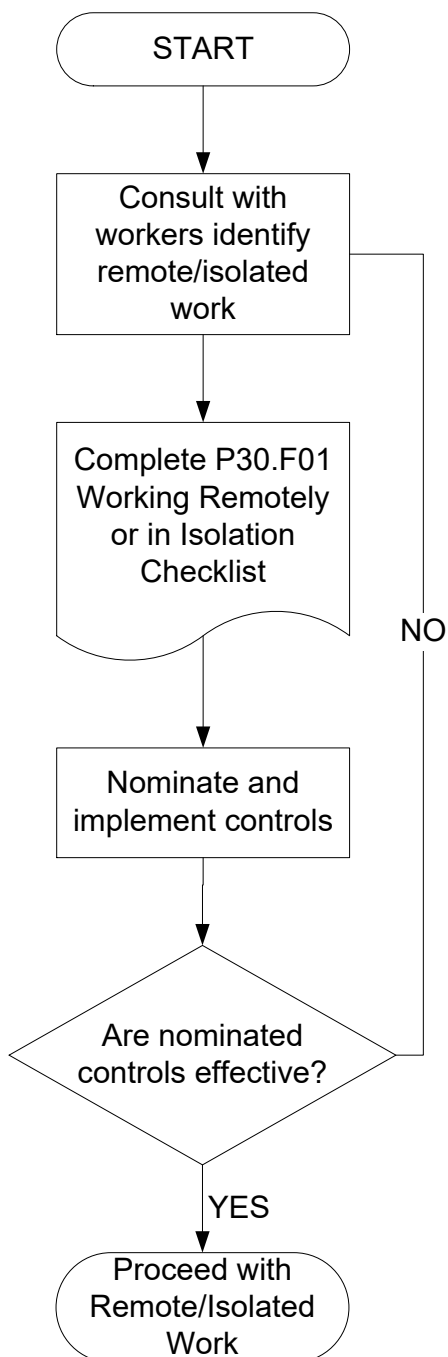 START
Consult with
workers identify
remote/isolated
work
Complete P30.F01
Working Remotely
or in Isolation
Checklist
NO
Nominate and
implement controls
Are nominated
controls effective?
YES
Proceed with
Remote/Isolated
Work